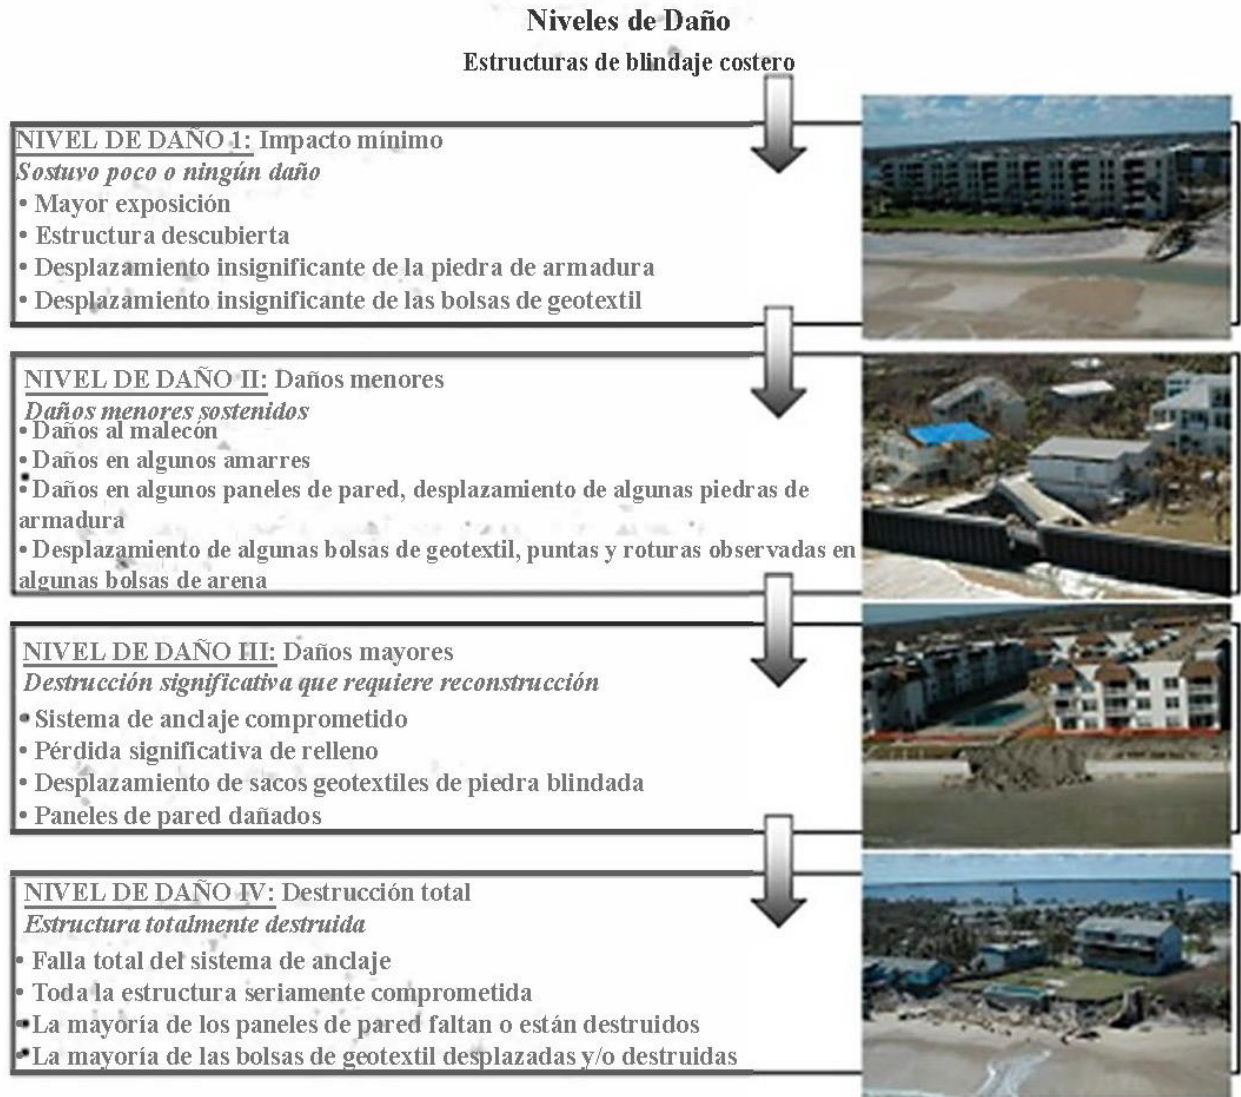 Niveles de Daño
Estructuras de blindaje costero
NIVEL DE DAÑO 1: Impacto mínimo
Sostuvo poco o ningún daño
• Mayor exposición
• Estructura descubierta
• Desplazamiento insignificante de la piedra de armadura
• Desplazamiento insignificante de las bolsas de geotextil
NIVEL DE DAÑO II: Daños menores
Daños menores sostenidos
• Daños al malecón
• Daños en algunos amarres
• Daños en algunos paneles de pared, desplazamiento de algunas piedras de
armadura
• Desplazamiento de algunas bolsas de geotextil, puntas y roturas observadas en
algunas bolsas de arena
NIVEL DE DAÑO III: Daños mayores
Destrucción significativa que requiere reconstrucción
• Sistema de anclaje comprometido
• Pérdida significativa de relleno
• Desplazamiento de sacos geotextiles de piedra blindada
• Paneles de pared dañados
NIVEL DE DAÑO IV: Destrucción total
Estructura totalmente destruida
• Falla total del sistema de anclaje
• Toda la estructura seriamente comprometida
• La mayoría de los paneles de pared faltan o están destruidos
• La mayoría de las bolsas de geotextil desplazadas y/o destruidas